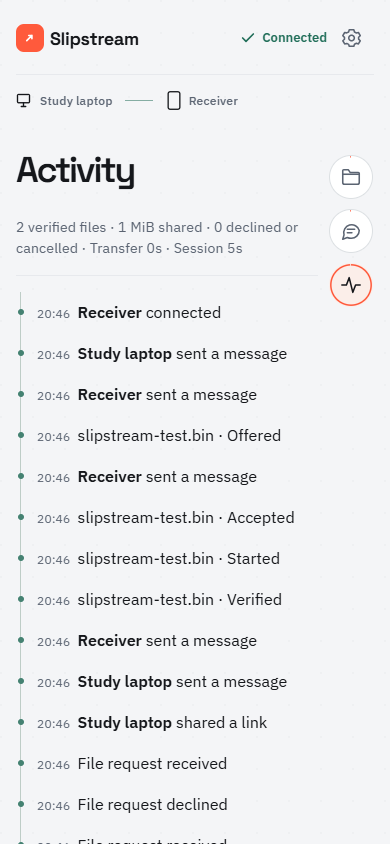 Slipstream
Connected
Study laptop
Receiver
Activity
2 verified files · 1 MiB shared · 0 declined or
cancelled · Transfer 0s · Session 5s
20:46 Receiver connected
20:46 Study laptop sent a message
20:46 Receiver sent a message
20:46 slipstream-test.bin · Offered
20:46 Receiver sent a message
20:46 slipstream-test.bin · Accepted
20:46 slipstream-test.bin · Started
20:46 slipstream-test.bin · Verified
20:46 Receiver sent a message
20:46 Study laptop sent a message
20:46 Study laptop shared a link
20:46 File request received
20:46 File request declined